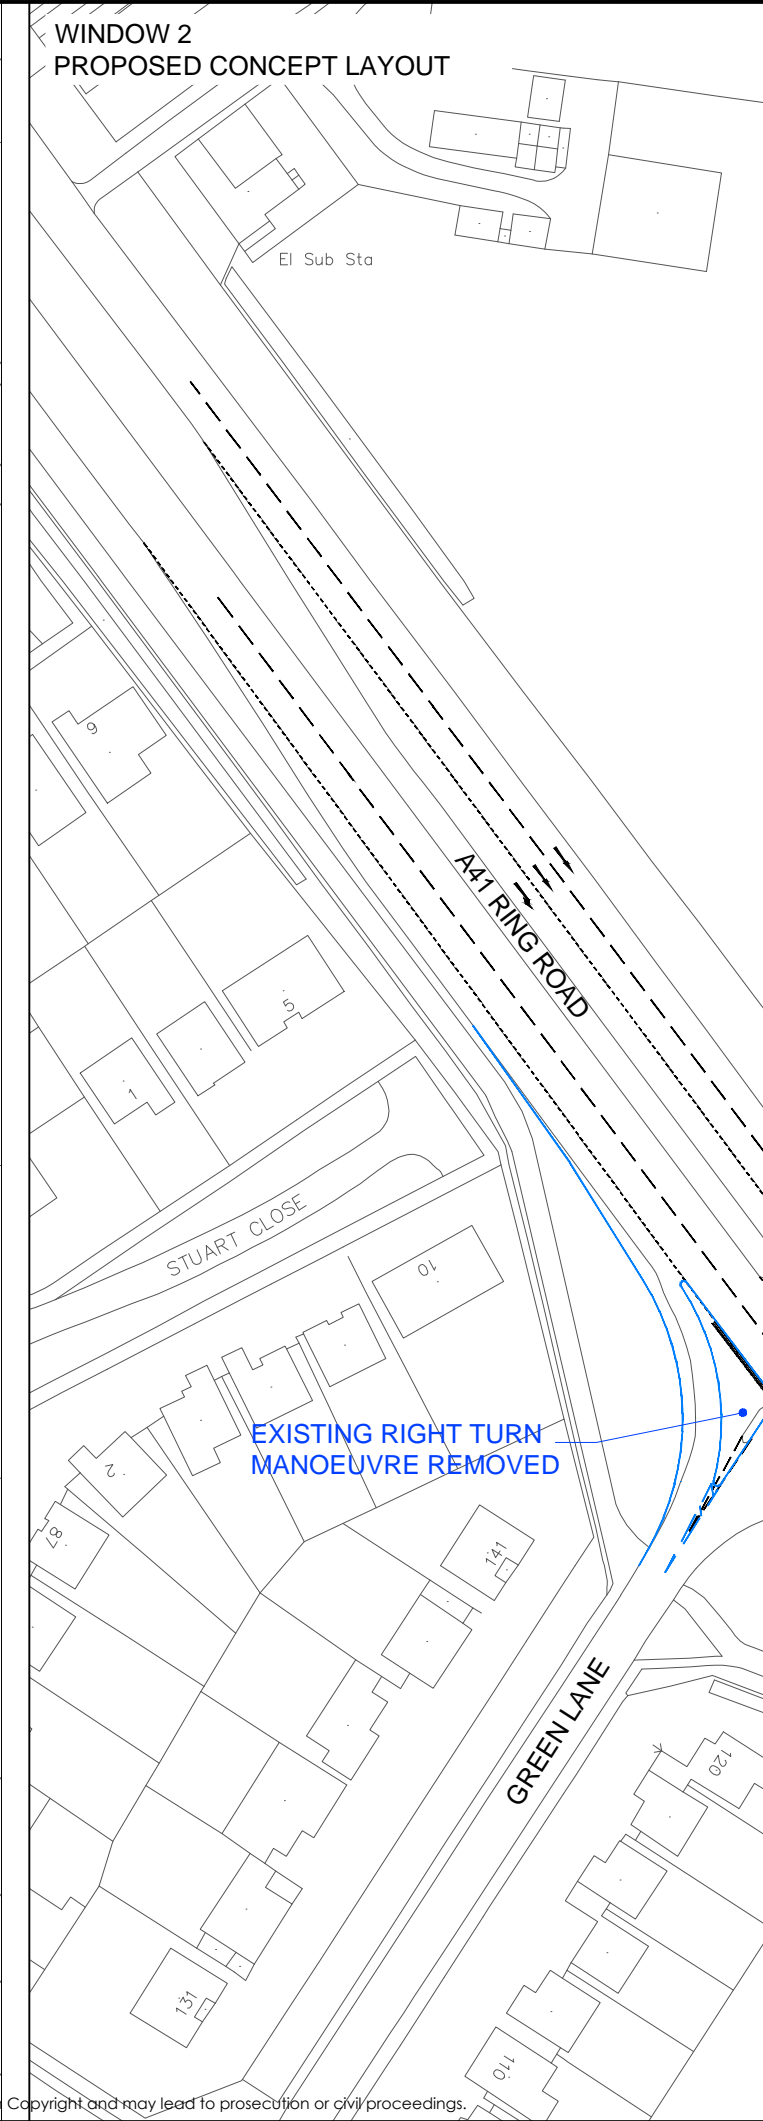 WINDOW 2
PROPOSED CONCEPT LAYOUT
El Sub Sta
9
A41 RING ROAD
5
1
STUART CLOSE
10
EXISTING RIGHT TURN
MANOEUVRE REMOVED
2
87
141
GREEN LANE
120
131
110
Copyright and may lead to prosecution or civil proceedings.